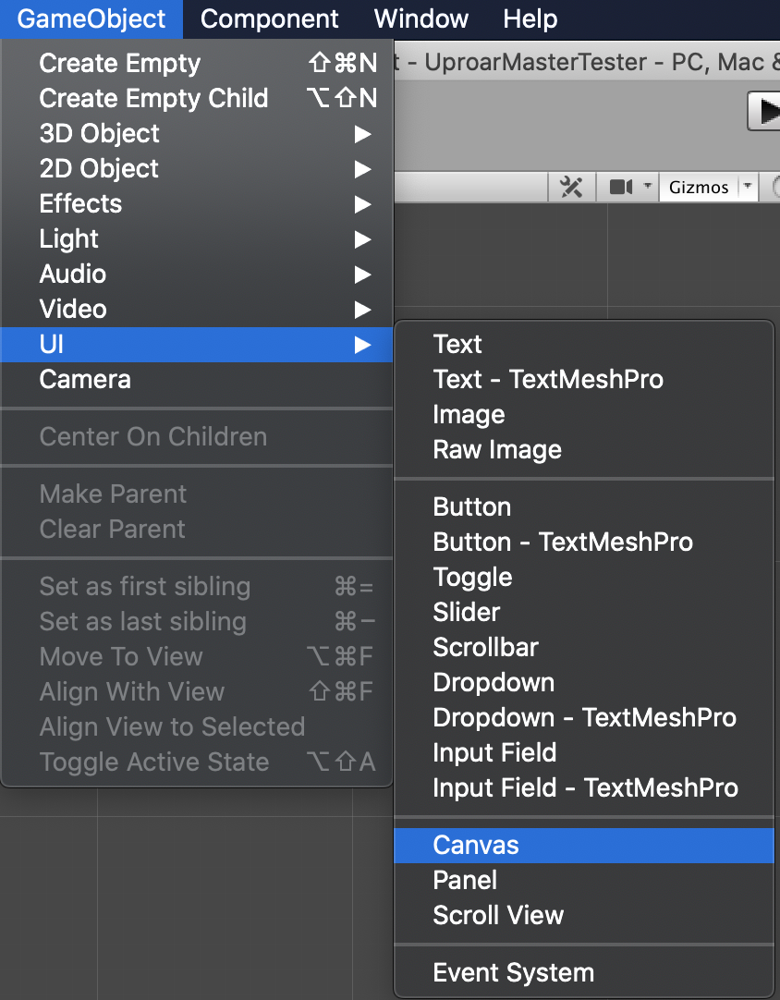 GameObject Component Window Help
t - UproarMasterTester - PC, Mac &
Create Empty ⇧⌘N
Create Empty Child ⌥⇧N
3D Object ▶
2D Object ▶
Effects ▶
Light ▶
Audio ▶
Video ▶
UI ▶
Camera
Center On Children
Make Parent
Clear Parent
Set as first sibling ⌘=
Set as last sibling ⌘−
Move To View ⌥⌘F
Align With View ⇧⌘F
Align View to Selected
Toggle Active State ⌥⇧A
Gizmos
Text
Text - TextMeshPro
Image
Raw Image
Button
Button - TextMeshPro
Toggle
Slider
Scrollbar
Dropdown
Dropdown - TextMeshPro
Input Field
Input Field - TextMeshPro
Canvas
Panel
Scroll View
Event System